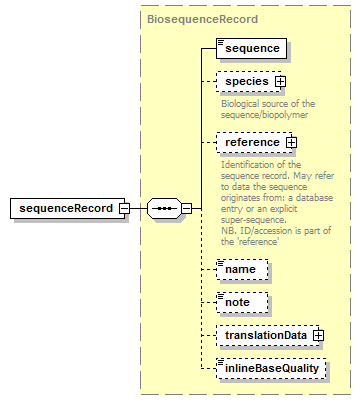 BiosequenceRecord
sequence
species
Biological source of the
sequence/biopolymer
reference
Identification of the
sequence record. May refer
to data the sequence
originates from: a database
entry or an explicit
super-sequence.
NB. ID/accession is part of
the 'reference'
sequenceRecord
name
note
translationData
inlineBaseQuality